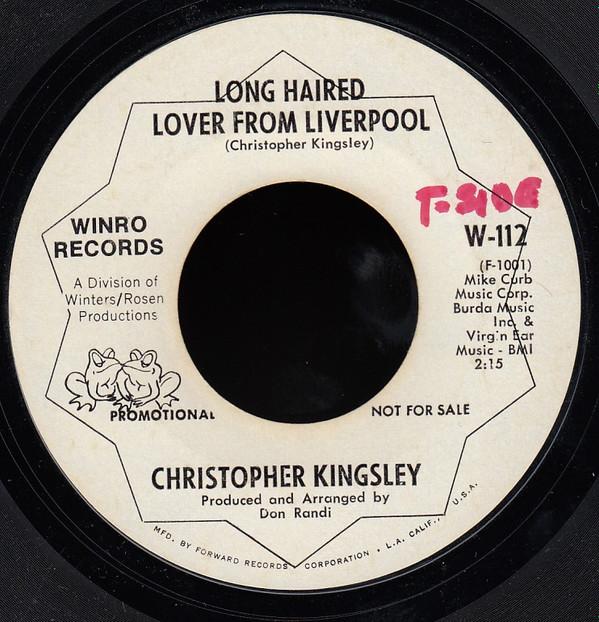 LONG HAIRED
LOVER FROM LIVERPOOL
(Christopher Kingsley)
T-SIDE
WINRO
RECORDS
A Division of
Winters/Rosen
Productions
W-112
(F-1001)
Mike Curb
Music Corp.
Burda Music
Inc. &
Virgin Ear
Music - BMI
2:15
PROMOTIONAL
NOT FOR SALE
CHRISTOPHER KINGSLEY
Produced and Arranged by
Don Randi
MFD. BY FORWARD RECORDS CORPORATION • L.A. CALIF., U.S.A.